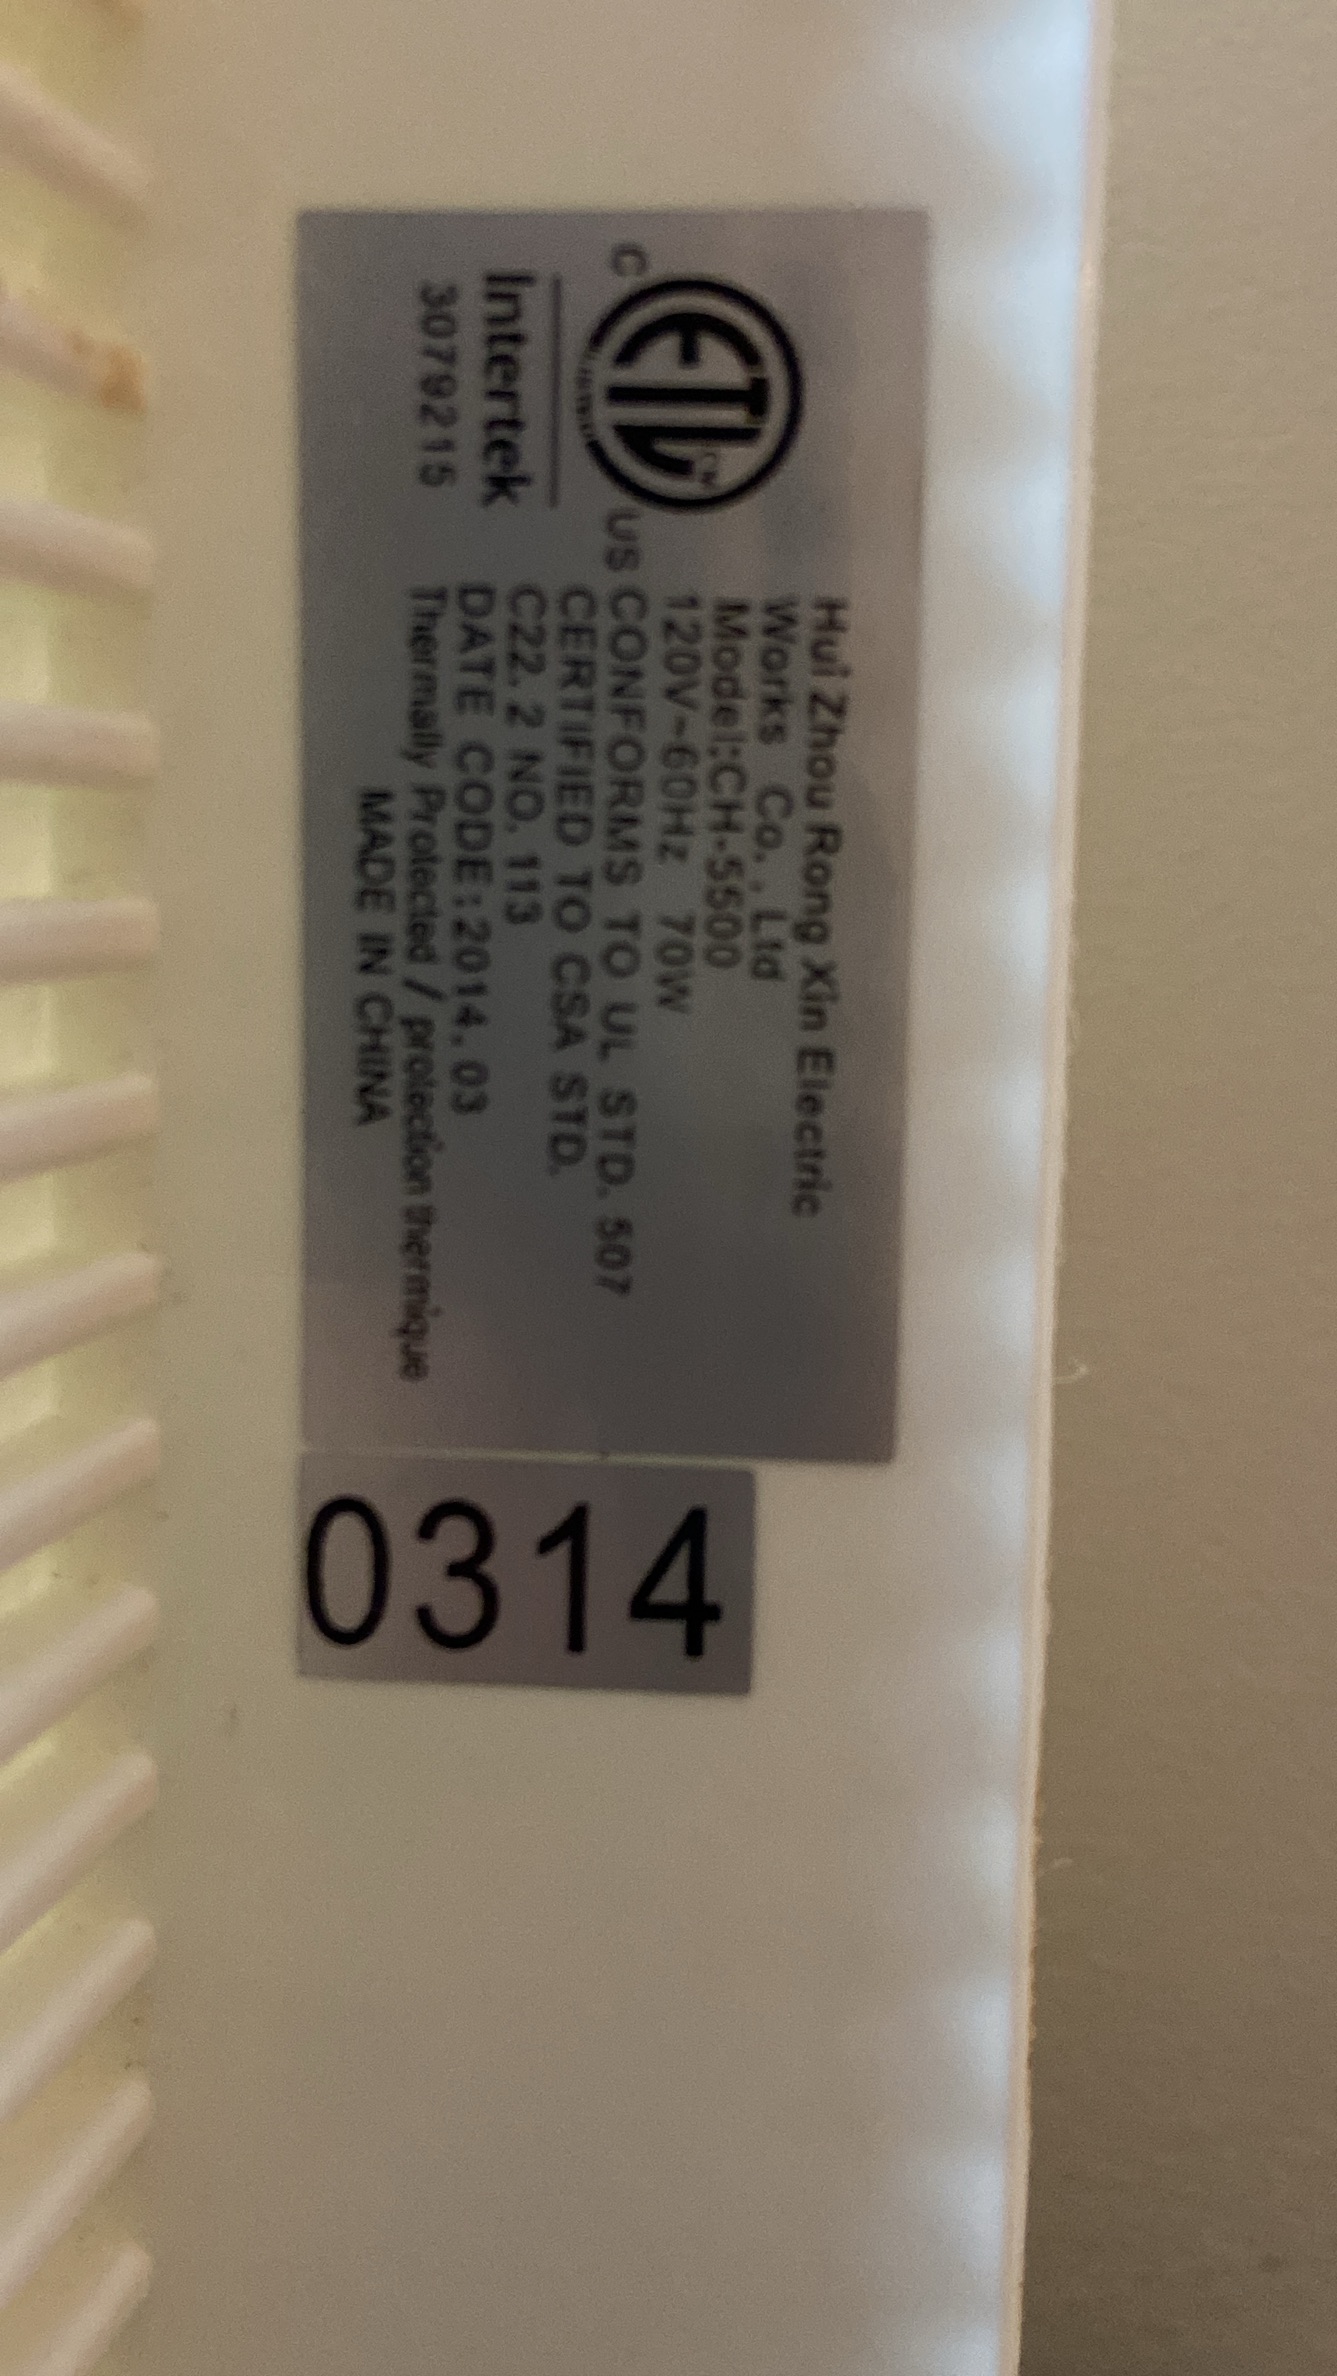 C ETL CM US
Intertek
3079215
Hui Zhou Rong Xin Electric
Works Co., Ltd
Model:CH-5500
120V~60Hz 70W
CONFORMS TO UL STD. 507
CERTIFIED TO CSA STD.
C22.2 NO. 113
DATE CODE:2014.03
Thermally Protected / protection thermique
MADE IN CHINA
0314